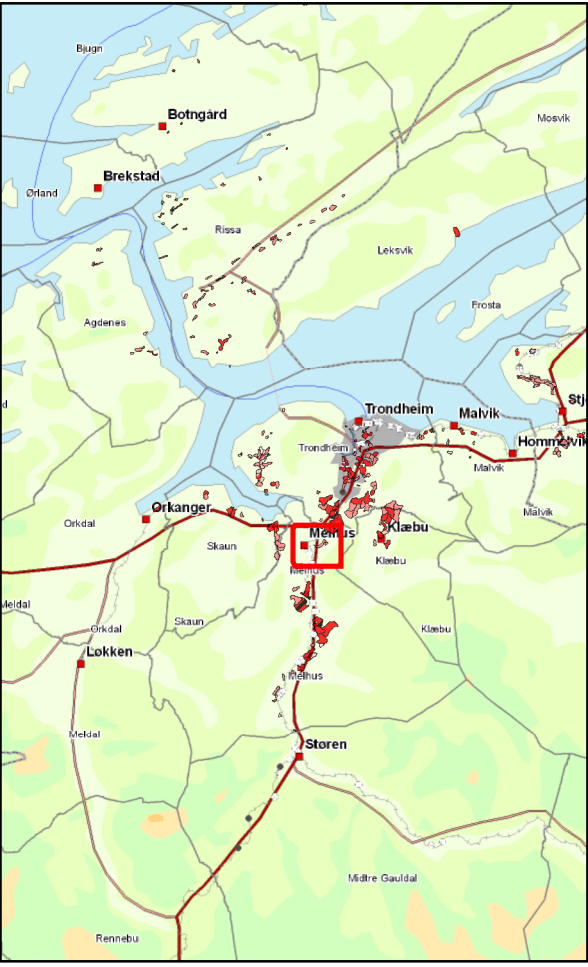 Bjugn
Botngård
Mosvik
Brekstad
Ørland
Rissa
Leksvik
Frosta
Agdenes
d
Stj
Trondheim
Malvik
Trondheim
Hommelvik
Malvik
Orkanger
Malvik
Orkdal
Klæbu
Melhus
Skaun
Klæbu
Melhus
Meldal
Skaun
Orkdal
Klæbu
Løkken
Melhus
Meldal
Støren
Midtre Gauldal
Rennebu